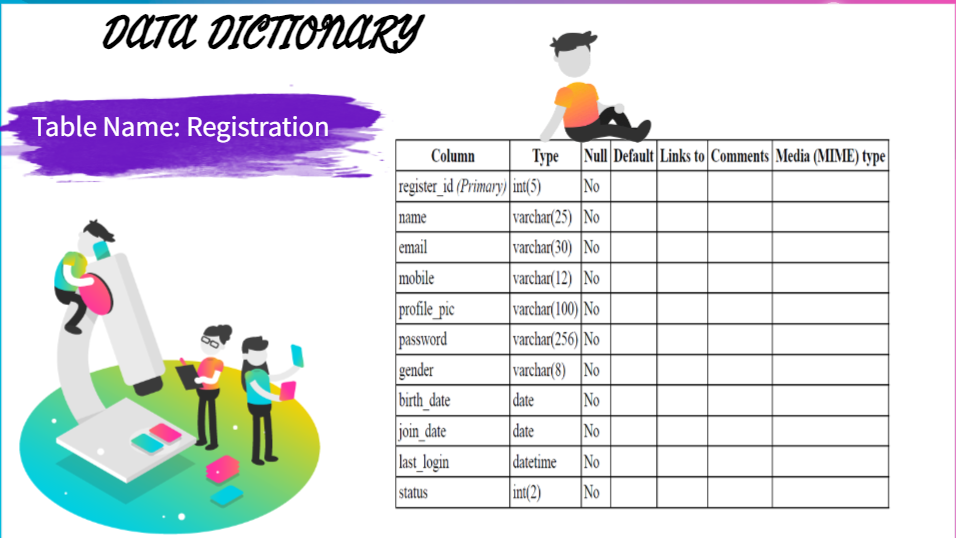 DATA DICTIONARY
Table Name: Registration
Column Type Null Default Links to Comments Media (MIME) type
register_id (Primary) int(5) No
name varchar(25) No
email varchar(30) No
mobile varchar(12) No
profile_pic varchar(100) No
password varchar(256) No
gender varchar(8) No
birth_date date No
join_date date No
last_login datetime No
status int(2) No